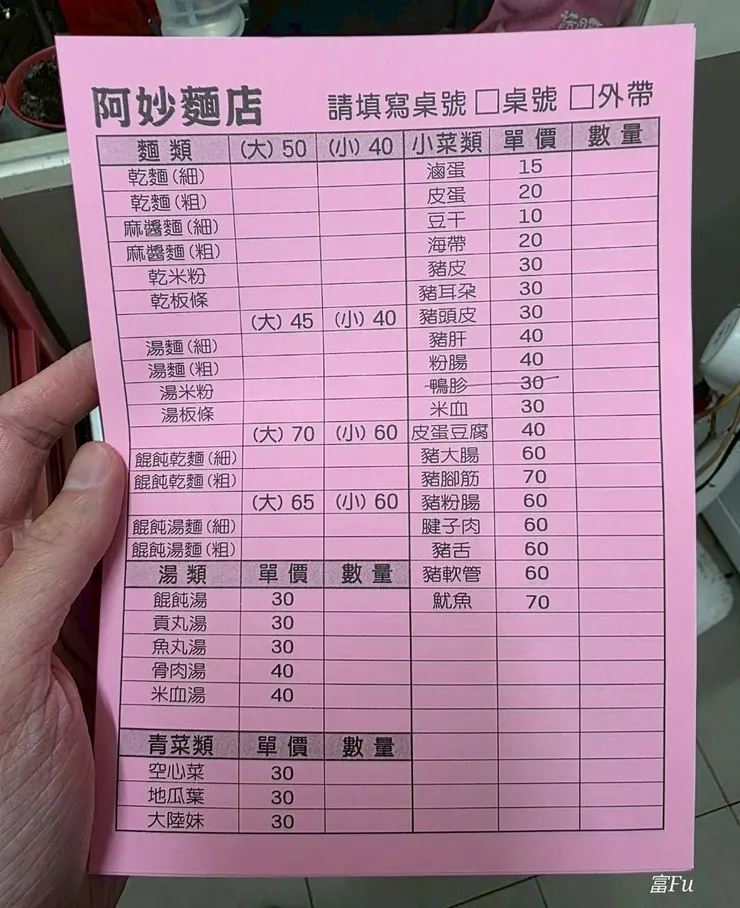 阿妙麵店 請填寫桌號 □桌號 □外帶
麵類 (大) 50 (小) 40
乾麵(細)
乾麵(粗)
麻醬麵(細)
麻醬麵(粗)
乾米粉
乾板條
(大) 45 (小) 40
湯麵(細)
湯麵(粗)
湯米粉
湯板條
(大) 70 (小) 60
餛飩乾麵(細)
餛飩乾麵(粗)
(大) 65 (小) 60
餛飩湯麵(細)
餛飩湯麵(粗)
湯類 單價 數量
餛飩湯 30
貢丸湯 30
魚丸湯 30
骨肉湯 40
米血湯 40
青菜類 單價 數量
空心菜 30
地瓜葉 30
大陸妹 30
小菜類 單價 數量
滷蛋 15
皮蛋 20
豆干 10
海帶 20
豬皮 30
豬耳朵 30
豬頭皮 30
豬肝 40
粉腸 40
鴨胗 30
米血 30
皮蛋豆腐 40
豬大腸 60
豬腳筋 70
豬粉腸 60
腱子肉 60
豬舌 60
豬軟管 60
魷魚 70
富Fu